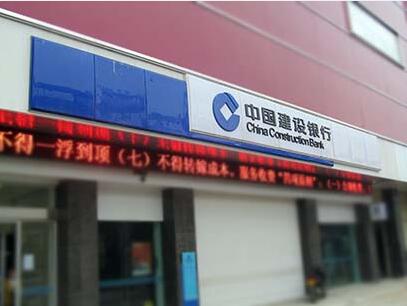 中国建设银行
China Construction Bank
不得一浮到顶（七）不得转嫁成本。服务收费"四项原则"：（一）